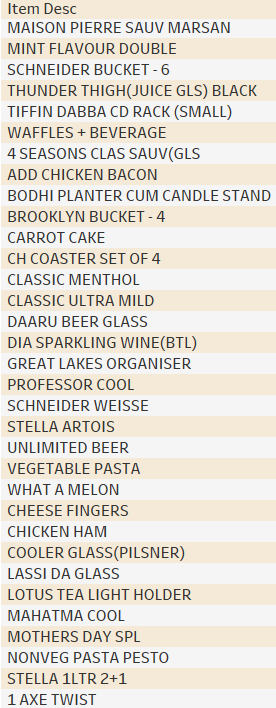 Item Desc
MAISON PIERRE SAUV MARSAN
MINT FLAVOUR DOUBLE
SCHNEIDER BUCKET - 6
THUNDER THIGH(JUICE GLS) BLACK
TIFFIN DABBA CD RACK (SMALL)
WAFFLES + BEVERAGE
4 SEASONS CLAS SAUV(GLS
ADD CHICKEN BACON
BODHI PLANTER CUM CANDLE STAND
BROOKLYN BUCKET - 4
CARROT CAKE
CH COASTER SET OF 4
CLASSIC MENTHOL
CLASSIC ULTRA MILD
DAARU BEER GLASS
DIA SPARKLING WINE(BTL)
GREAT LAKES ORGANISER
PROFESSOR COOL
SCHNEIDER WEISSE
STELLA ARTOIS
UNLIMITED BEER
VEGETABLE PASTA
WHAT A MELON
CHEESE FINGERS
CHICKEN HAM
COOLER GLASS(PILSNER)
LASSI DA GLASS
LOTUS TEA LIGHT HOLDER
MAHATMA COOL
MOTHERS DAY SPL
NONVEG PASTA PESTO
STELLA 1LTR 2+1
1 AXE TWIST